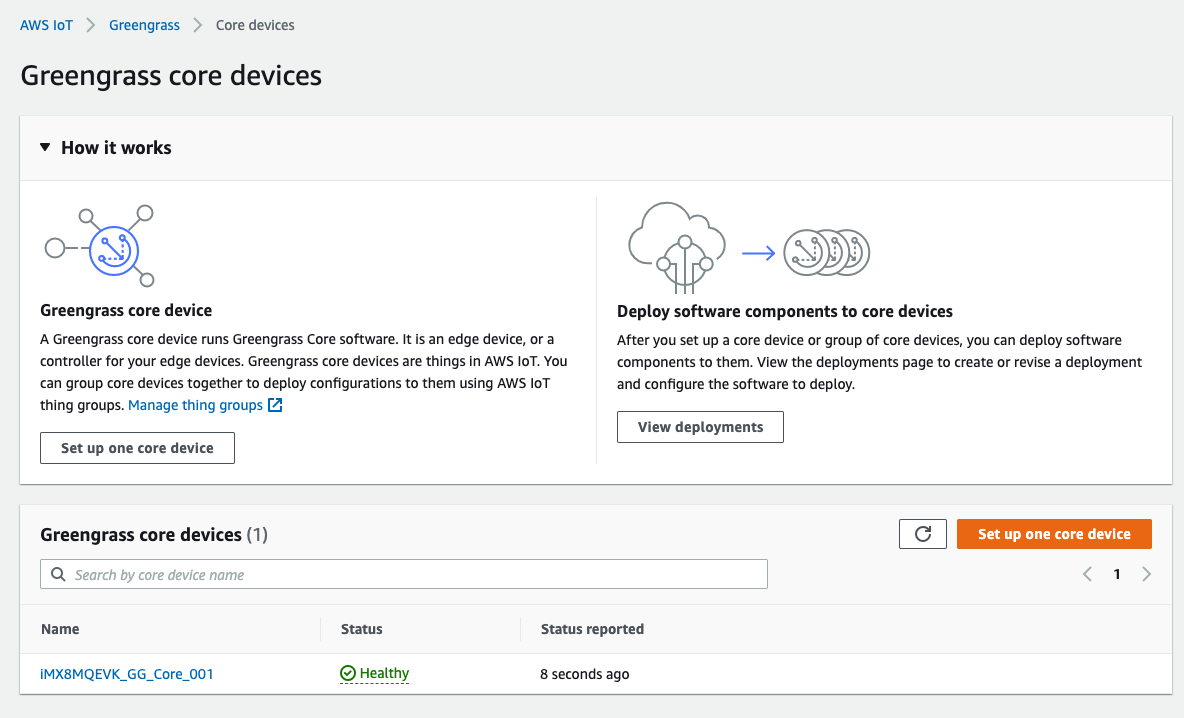 AWS IoT > Greengrass > Core devices
Greengrass core devices
How it works
Greengrass core device
A Greengrass core device runs Greengrass Core software. It is an edge device, or a
controller for your edge devices. Greengrass core devices are things in AWS IoT. You
can group core devices together to deploy configurations to them using AWS IoT
thing groups. Manage thing groups
Set up one core device
Deploy software components to core devices
After you set up a core device or group of core devices, you can deploy software
components to them. View the deployments page to create or revise a deployment
and configure the software to deploy.
View deployments
Greengrass core devices (1)
Set up one core device
Search by core device name
1
Name Status Status reported
iMX8MQEVK_GG_Core_001 Healthy 8 seconds ago